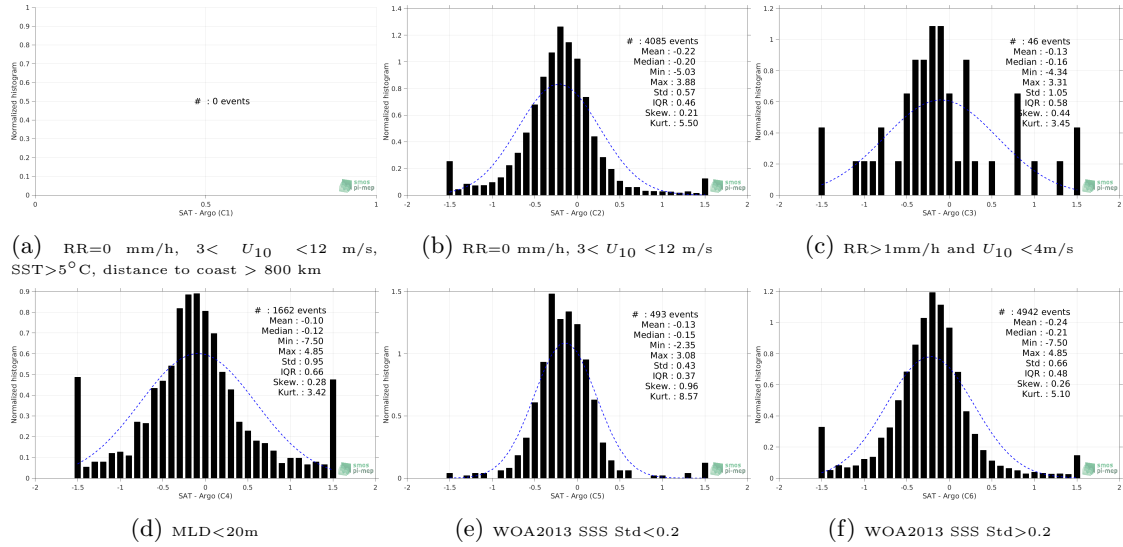 1
0.9
0.8
0.7
0.6
0.5
0.4
0.3
0.2
0.1
0
Normalized histogram
# : 0 events
0 0.5 1
SAT - Argo (C1)
smos
pi-mep
(a) RR=0 mm/h, 3< U10 <12 m/s,
SST>5°C, distance to coast > 800 km
1.4
1.2
1
0.8
0.6
0.4
0.2
0
Normalized histogram
# : 4085 events
Mean : -0.22
Median : -0.20
Min : -5.03
Max : 3.88
Std : 0.57
IQR : 0.46
Skew. : 0.21
Kurt. : 5.50
-2 -1.5 -1 -0.5 0 0.5 1 1.5 2
SAT - Argo (C2)
smos
pi-mep
(b) RR=0 mm/h, 3< U10 <12 m/s
1.2
1
0.8
0.6
0.4
0.2
0
Normalized histogram
# : 46 events
Mean : -0.13
Median : -0.16
Min : -4.34
Max : 3.31
Std : 1.05
IQR : 0.58
Skew. : 0.44
Kurt. : 3.45
-2 -1.5 -1 -0.5 0 0.5 1 1.5 2
SAT - Argo (C3)
smos
pi-mep
(c) RR>1mm/h and U10 <4m/s
0.9
0.8
0.7
0.6
0.5
0.4
0.3
0.2
0.1
0
Normalized histogram
# : 1662 events
Mean : -0.10
Median : -0.12
Min : -7.50
Max : 4.85
Std : 0.95
IQR : 0.66
Skew. : 0.28
Kurt. : 3.42
-2 -1.5 -1 -0.5 0 0.5 1 1.5 2
SAT - Argo (C4)
smos
pi-mep
(d) MLD<20m
1.5
1
0.5
0
Normalized histogram
# : 493 events
Mean : -0.13
Median : -0.15
Min : -2.35
Max : 3.08
Std : 0.43
IQR : 0.37
Skew. : 0.96
Kurt. : 8.57
-2 -1.5 -1 -0.5 0 0.5 1 1.5 2
SAT - Argo (C5)
smos
pi-mep
(e) WOA2013 SSS Std<0.2
1.2
1
0.8
0.6
0.4
0.2
0
Normalized histogram
# : 4942 events
Mean : -0.24
Median : -0.21
Min : -7.50
Max : 4.85
Std : 0.66
IQR : 0.48
Skew. : 0.26
Kurt. : 5.10
-2 -1.5 -1 -0.5 0 0.5 1 1.5 2
SAT - Argo (C6)
smos
pi-mep
(f) WOA2013 SSS Std>0.2